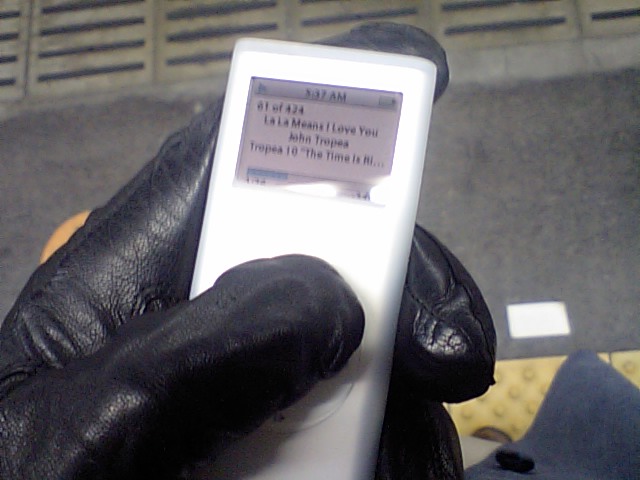 5:37 AM
61 of 424
La La Means I Love You
John Tropea
Tropea 10 "The Time Is Ri...